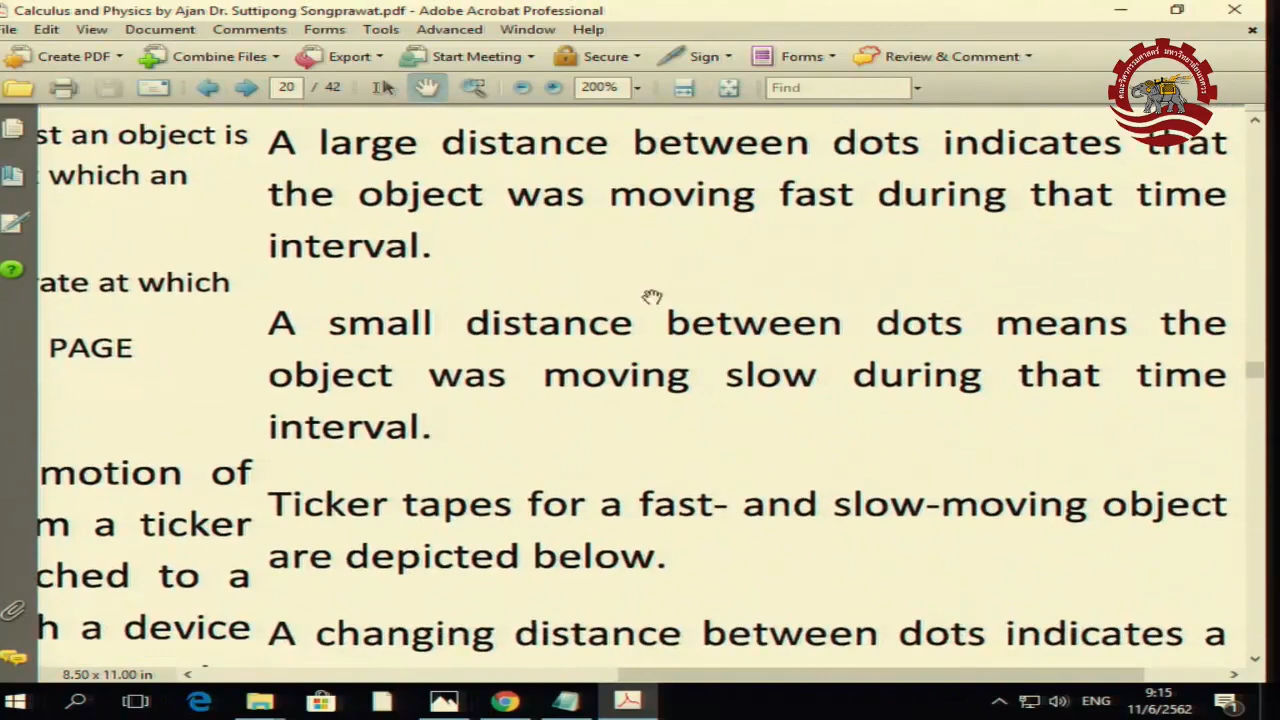 Calculus and Physics by Ajan Dr. Suttipong Songprawat.pdf - Adobe Acrobat Professional
File Edit View Document Comments Forms Tools Advanced Window Help
Create PDF Combine Files Export Start Meeting Secure Sign Forms Review & Comment
20 / 42 200% Find
st an object is
which an
rate at which
PAGE
motion of
m a ticker
ched to a
h a device
A large distance between dots indicates that
the object was moving fast during that time
interval.
A small distance between dots means the
object was moving slow during that time
interval.
Ticker tapes for a fast- and slow-moving object
are depicted below.
A changing distance between dots indicates a
8.50 x 11.00 in
ENG
9:15
11/6/2562
1